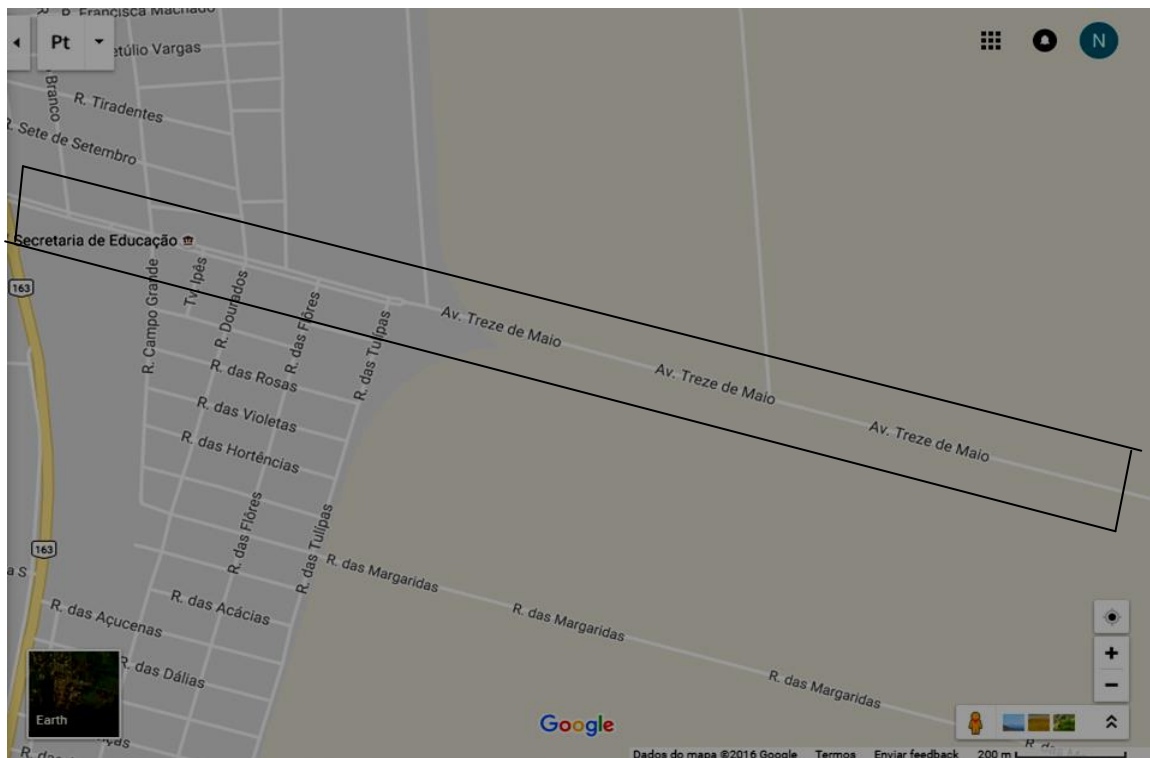 R. Francisca Machado
Pt
etúlio Vargas
N
Branco
R. Tiradentes
R. Sete de Setembro
Secretaria de Educação
163
R. Campo Grande
Tv. Ipês
R. Dourados
R. das Flôres
R. das Tulipas
Av. Treze de Maio
Av. Treze de Maio
Av. Treze de Maio
R. das Rosas
R. das Violetas
R. das Hortências
R. das Flôres
R. das Tulipas
163
a S
R. das Margaridas
R. das Margaridas
R. das Margaridas
R. das Açucenas
R. das Acácias
R. das Dálias
Earth
Google
Dados do mapa ©2016 Google Termos Enviar feedback 200 m